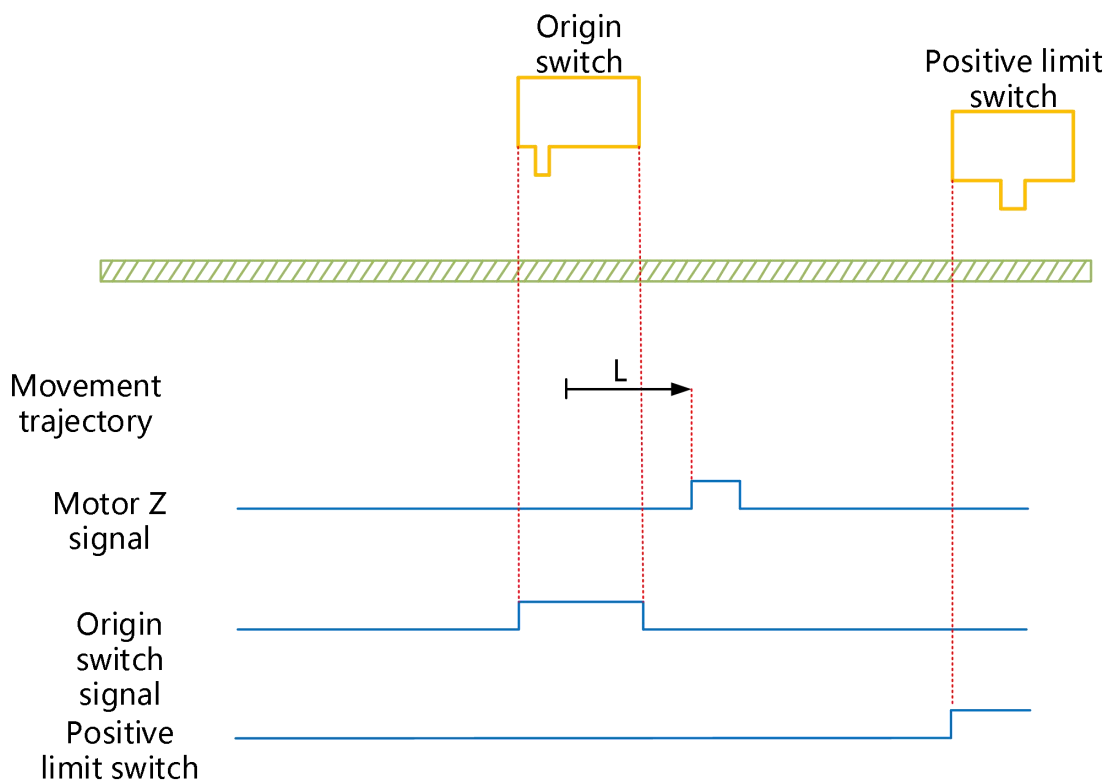 Origin
switch
Positive limit
switch
L
Movement
trajectory
Motor Z
signal
Origin
switch
signal
Positive
limit switch